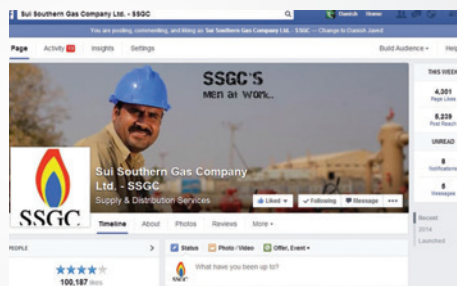 Sui Southern Gas Company Ltd. - SSGC
Danish Home
You are posting, commenting, and liking as Sui Southern Gas Company Ltd. - SSGC — Change to Danish Javed
Page Activity Insights Settings Build Audience Help
THIS WEEK
4,301
Page Likes
5,239
Post Reach
UNREAD
8
Notifications
5
Messages
Recent
2014
Launched
SSGC'S
Men at Work..
Sui Southern Gas Company
Ltd. - SSGC
Supply & Distribution Services
Liked Following Message
SSGC
Timeline About Photos Reviews More
PEOPLE
100,187 likes
Status Photo / Video Offer, Event
What have you been up to?
SSGC